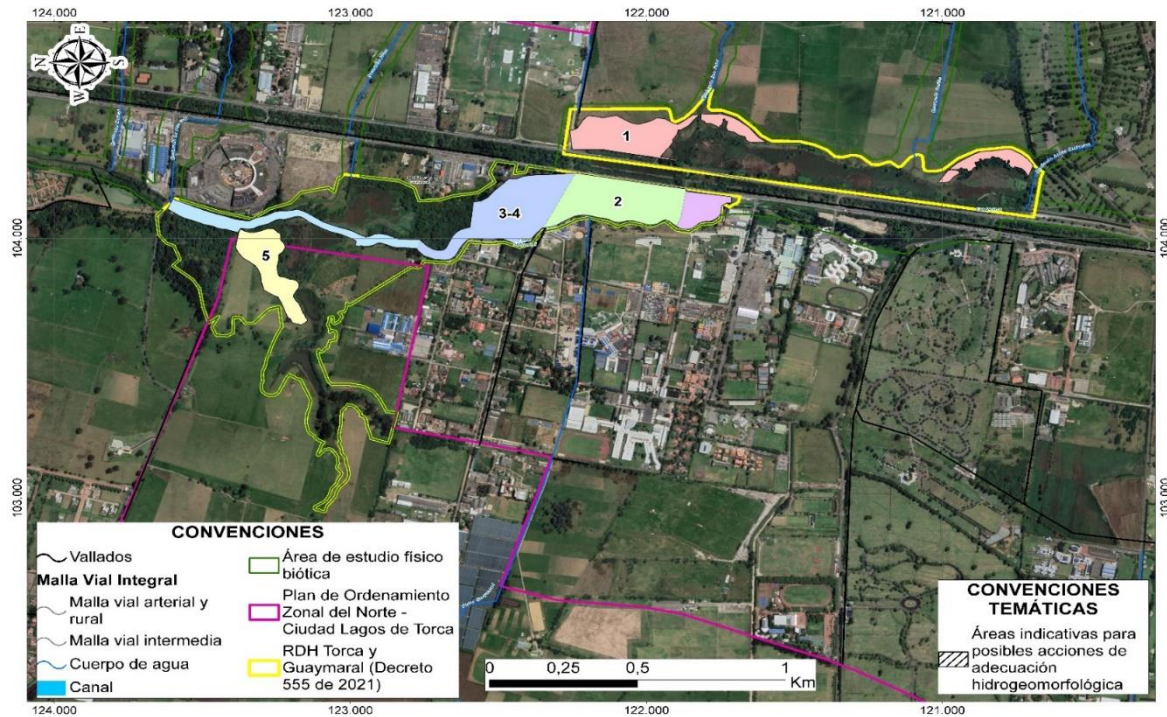 124.000 123.000 122.000 121.000
N E S W
1
3-4
2
5
104.000
104.000
103.000
103.000
CONVENCIONES
Vallados
Malla Vial Integral
Malla vial arterial y
rural
Malla vial intermedia
Cuerpo de agua
Canal
Área de estudio físico
biótica
Plan de Ordenamiento
Zonal del Norte -
Ciudad Lagos de Torca
RDH Torca y
Guaymaral (Decreto
555 de 2021)
0 0,25 0,5 1
Km
CONVENCIONES
TEMÁTICAS
Áreas indicativas para
posibles acciones de
adecuación
hidrogeomorfológica
124.000 123.000 122.000 121.000